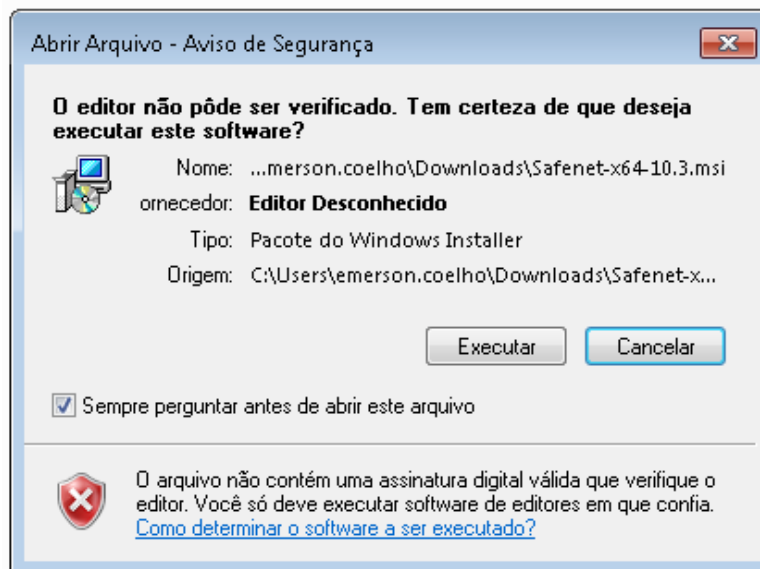 Abrir Arquivo - Aviso de Segurança
O editor não pôde ser verificado. Tem certeza de que deseja
executar este software?
Nome: ...merson.coelho\Downloads\Safenet-x64-10.3.msi
ornecedor: Editor Desconhecido
Tipo: Pacote do Windows Installer
Origem: C:\Users\emerson.coelho\Downloads\Safenet-x...
Executar Cancelar
Sempre perguntar antes de abrir este arquivo
O arquivo não contém uma assinatura digital válida que verifique o
editor. Você só deve executar software de editores em que confia.
Como determinar o software a ser executado?